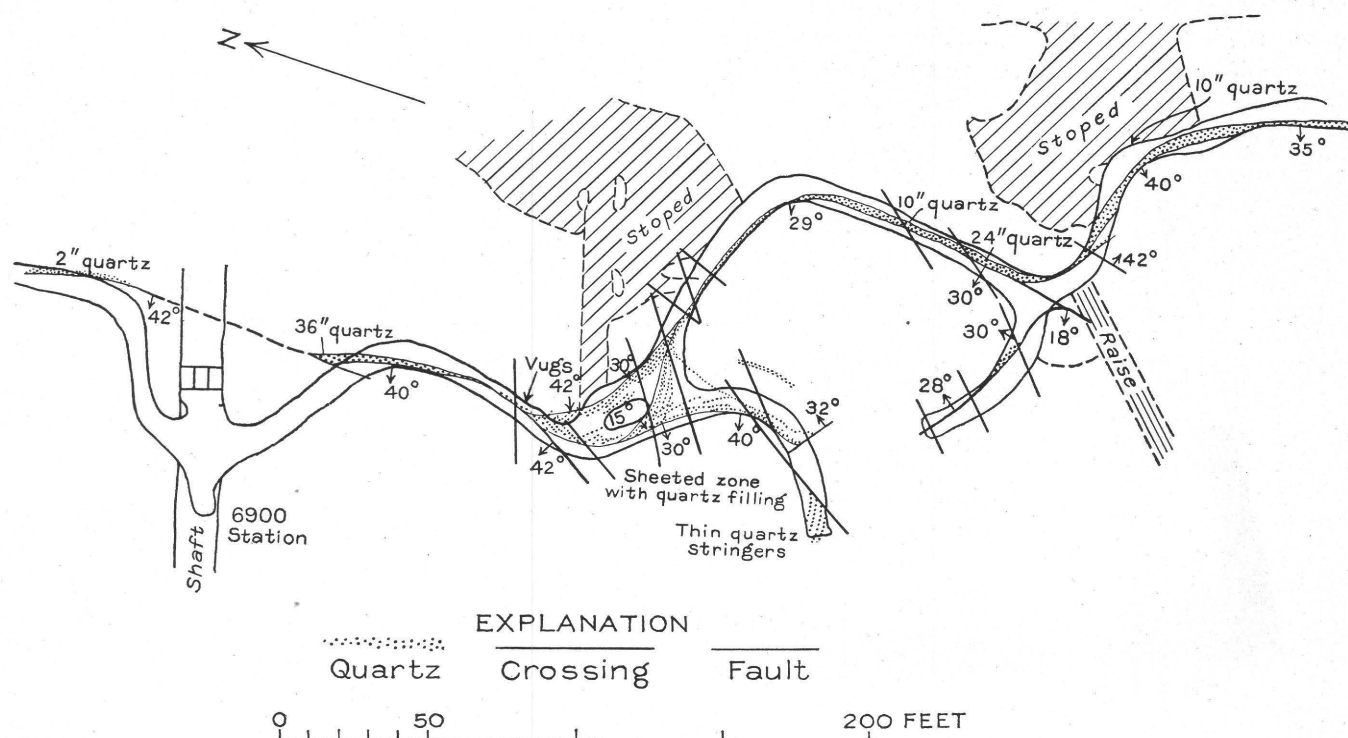 N
Stoped
10" quartz
35°
40°
2" quartz
42°
36" quartz
40°
Vugs
42°
30°
15°
42°
30°
Stoped
29°
10" quartz
24" quartz
30°
42°
30°
18°
Raise
28°
40°
32°
Sheeted zone
with quartz filling
Thin quartz
stringers
Shaft
6900
Station
EXPLANATION
Quartz
Crossing
Fault
0
50
200 FEET